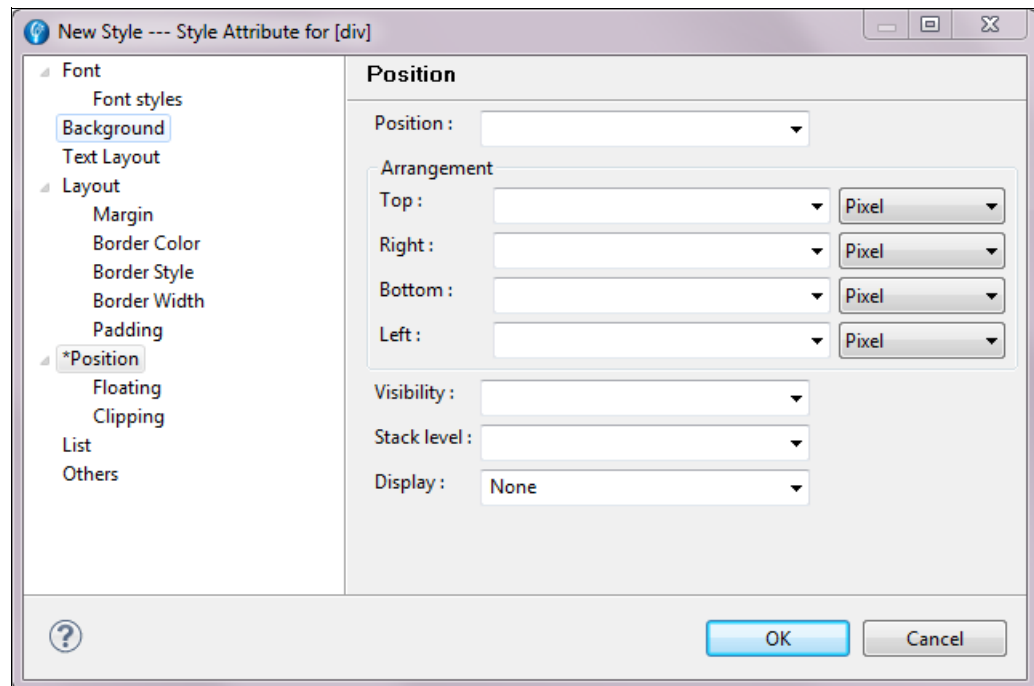 New Style --- Style Attribute for [div]
Font
Font styles
Background
Text Layout
Layout
Margin
Border Color
Border Style
Border Width
Padding
*Position
Floating
Clipping
List
Others
Position
Position :
Arrangement
Top : Pixel
Right : Pixel
Bottom : Pixel
Left : Pixel
Visibility :
Stack level :
Display : None
?
OK Cancel